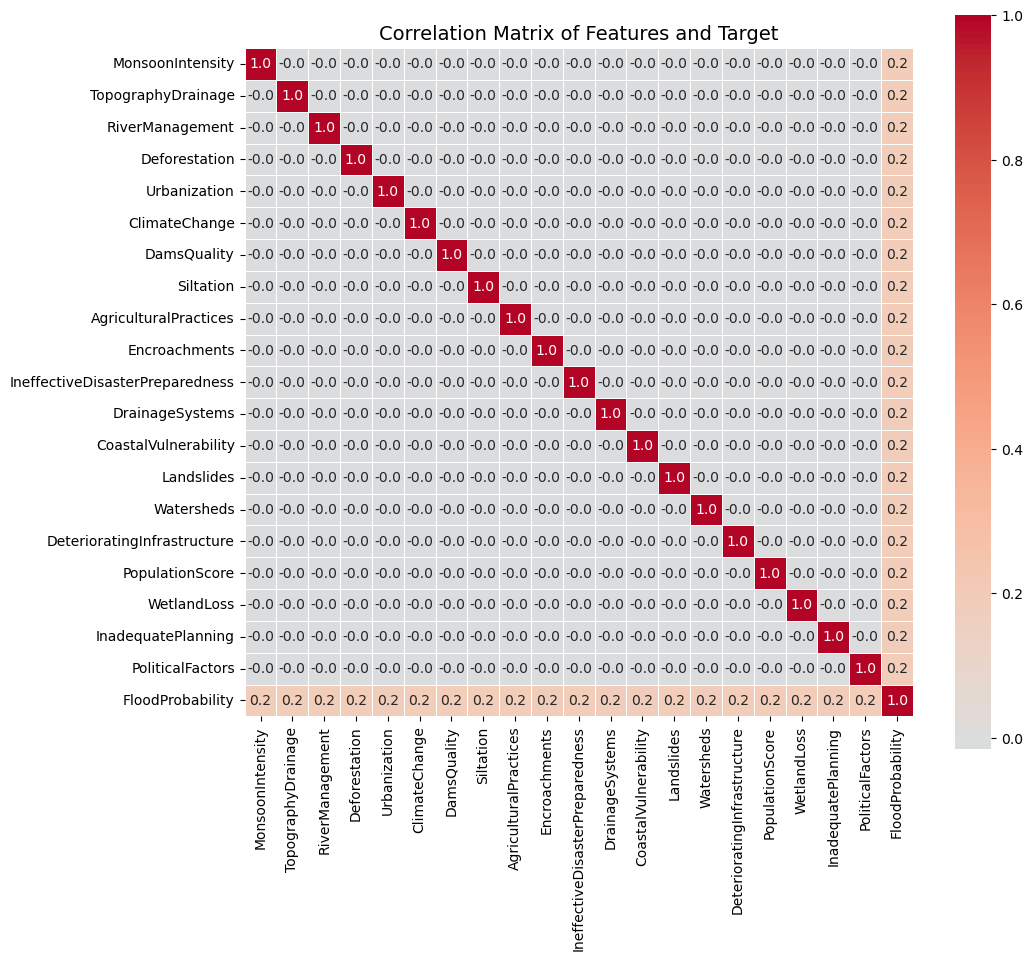 Correlation Matrix of Features and Target
MonsoonIntensity 1.0 -0.0 -0.0 -0.0 -0.0 -0.0 -0.0 -0.0 -0.0 -0.0 -0.0 -0.0 -0.0 -0.0 -0.0 -0.0 -0.0 -0.0 -0.0 -0.0 0.2
TopographyDrainage -0.0 1.0 -0.0 -0.0 -0.0 -0.0 -0.0 -0.0 -0.0 -0.0 -0.0 -0.0 -0.0 -0.0 -0.0 -0.0 -0.0 -0.0 -0.0 -0.0 0.2
RiverManagement -0.0 -0.0 1.0 -0.0 -0.0 -0.0 -0.0 -0.0 -0.0 -0.0 -0.0 -0.0 -0.0 -0.0 -0.0 -0.0 -0.0 -0.0 -0.0 -0.0 0.2
Deforestation -0.0 -0.0 -0.0 1.0 -0.0 -0.0 -0.0 -0.0 -0.0 -0.0 -0.0 -0.0 -0.0 -0.0 -0.0 -0.0 -0.0 -0.0 -0.0 -0.0 0.2
Urbanization -0.0 -0.0 -0.0 -0.0 1.0 -0.0 -0.0 -0.0 -0.0 -0.0 -0.0 -0.0 -0.0 -0.0 -0.0 -0.0 -0.0 -0.0 -0.0 -0.0 0.2
ClimateChange -0.0 -0.0 -0.0 -0.0 -0.0 1.0 -0.0 -0.0 -0.0 -0.0 -0.0 -0.0 -0.0 -0.0 -0.0 -0.0 -0.0 -0.0 -0.0 -0.0 0.2
DamsQuality -0.0 -0.0 -0.0 -0.0 -0.0 -0.0 1.0 -0.0 -0.0 -0.0 -0.0 -0.0 -0.0 -0.0 -0.0 -0.0 -0.0 -0.0 -0.0 -0.0 0.2
Siltation -0.0 -0.0 -0.0 -0.0 -0.0 -0.0 -0.0 1.0 -0.0 -0.0 -0.0 -0.0 -0.0 -0.0 -0.0 -0.0 -0.0 -0.0 -0.0 -0.0 0.2
AgriculturalPractices -0.0 -0.0 -0.0 -0.0 -0.0 -0.0 -0.0 -0.0 1.0 -0.0 -0.0 -0.0 -0.0 -0.0 -0.0 -0.0 -0.0 -0.0 -0.0 -0.0 0.2
Encroachments -0.0 -0.0 -0.0 -0.0 -0.0 -0.0 -0.0 -0.0 -0.0 1.0 -0.0 -0.0 -0.0 -0.0 -0.0 -0.0 -0.0 -0.0 -0.0 -0.0 0.2
IneffectiveDisasterPreparedness -0.0 -0.0 -0.0 -0.0 -0.0 -0.0 -0.0 -0.0 -0.0 -0.0 1.0 -0.0 -0.0 -0.0 -0.0 -0.0 -0.0 -0.0 -0.0 -0.0 0.2
DrainageSystems -0.0 -0.0 -0.0 -0.0 -0.0 -0.0 -0.0 -0.0 -0.0 -0.0 -0.0 1.0 -0.0 -0.0 -0.0 -0.0 -0.0 -0.0 -0.0 -0.0 0.2
CoastalVulnerability -0.0 -0.0 -0.0 -0.0 -0.0 -0.0 -0.0 -0.0 -0.0 -0.0 -0.0 -0.0 1.0 -0.0 -0.0 -0.0 -0.0 -0.0 -0.0 -0.0 0.2
Landslides -0.0 -0.0 -0.0 -0.0 -0.0 -0.0 -0.0 -0.0 -0.0 -0.0 -0.0 -0.0 -0.0 1.0 -0.0 -0.0 -0.0 -0.0 -0.0 -0.0 0.2
Watersheds -0.0 -0.0 -0.0 -0.0 -0.0 -0.0 -0.0 -0.0 -0.0 -0.0 -0.0 -0.0 -0.0 -0.0 1.0 -0.0 -0.0 -0.0 -0.0 -0.0 0.2
DeterioratingInfrastructure -0.0 -0.0 -0.0 -0.0 -0.0 -0.0 -0.0 -0.0 -0.0 -0.0 -0.0 -0.0 -0.0 -0.0 -0.0 1.0 -0.0 -0.0 -0.0 -0.0 0.2
PopulationScore -0.0 -0.0 -0.0 -0.0 -0.0 -0.0 -0.0 -0.0 -0.0 -0.0 -0.0 -0.0 -0.0 -0.0 -0.0 -0.0 1.0 -0.0 -0.0 -0.0 0.2
WetlandLoss -0.0 -0.0 -0.0 -0.0 -0.0 -0.0 -0.0 -0.0 -0.0 -0.0 -0.0 -0.0 -0.0 -0.0 -0.0 -0.0 -0.0 1.0 -0.0 -0.0 0.2
InadequatePlanning -0.0 -0.0 -0.0 -0.0 -0.0 -0.0 -0.0 -0.0 -0.0 -0.0 -0.0 -0.0 -0.0 -0.0 -0.0 -0.0 -0.0 -0.0 1.0 -0.0 0.2
PoliticalFactors -0.0 -0.0 -0.0 -0.0 -0.0 -0.0 -0.0 -0.0 -0.0 -0.0 -0.0 -0.0 -0.0 -0.0 -0.0 -0.0 -0.0 -0.0 -0.0 1.0 0.2
FloodProbability 0.2 0.2 0.2 0.2 0.2 0.2 0.2 0.2 0.2 0.2 0.2 0.2 0.2 0.2 0.2 0.2 0.2 0.2 0.2 0.2 1.0
MonsoonIntensity
TopographyDrainage
RiverManagement
Deforestation
Urbanization
ClimateChange
DamsQuality
Siltation
AgriculturalPractices
Encroachments
IneffectiveDisasterPreparedness
DrainageSystems
CoastalVulnerability
Landslides
Watersheds
DeterioratingInfrastructure
PopulationScore
WetlandLoss
InadequatePlanning
PoliticalFactors
FloodProbability
1.0
0.8
0.6
0.4
0.2
0.0